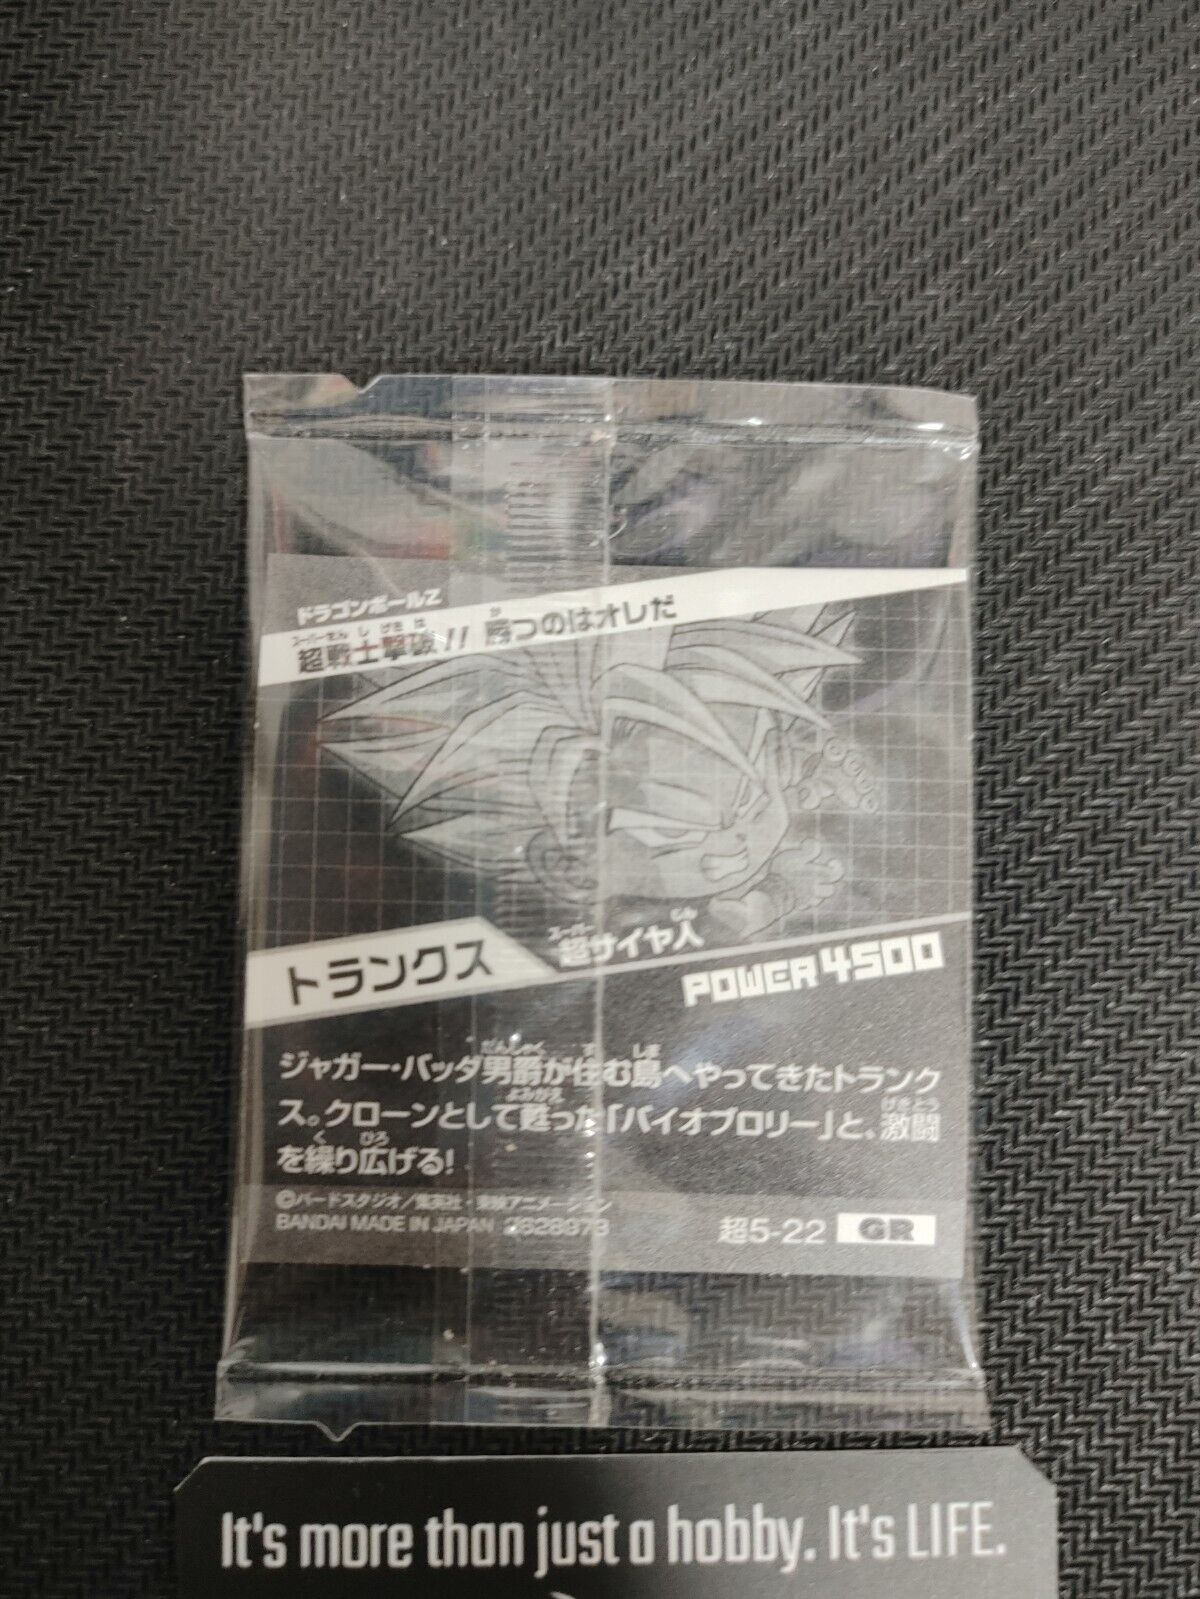 ドラゴンボールZ
超戦士撃破!! 勝つのはオレだ
トランクス
超サイヤ人
POWER 4500
ジャガー・バッダ男爵が住む島へやってきたトランク
ス。クローンとして甦った「バイオブロリー」と、激闘
を繰り広げる!
©バードスタジオ/集英社・東映アニメーション
BANDAI MADE IN JAPAN 2628973
超5-22 GR
It's more than just a hobby. It's LIFE.